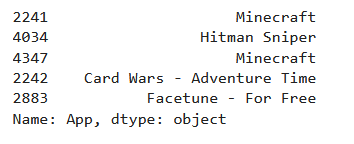 2241 Minecraft
4034 Hitman Sniper
4347 Minecraft
2242 Card Wars - Adventure Time
2883 Facetune - For Free
Name: App, dtype: object